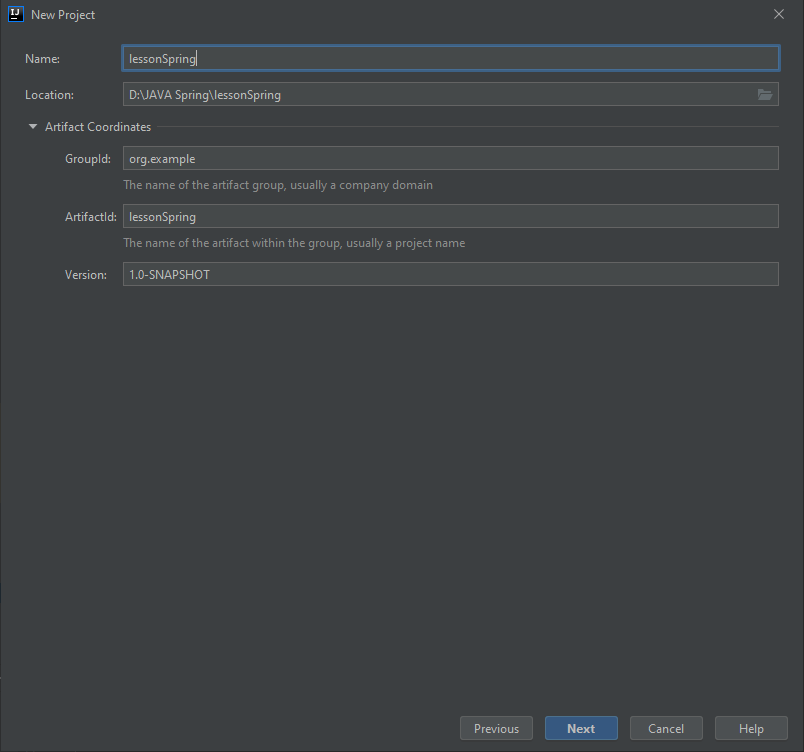 IJ New Project
Name: lessonSpring
Location: D:\JAVA Spring\lessonSpring
Artifact Coordinates
GroupId: org.example
The name of the artifact group, usually a company domain
ArtifactId: lessonSpring
The name of the artifact within the group, usually a project name
Version: 1.0-SNAPSHOT
Previous Next Cancel Help